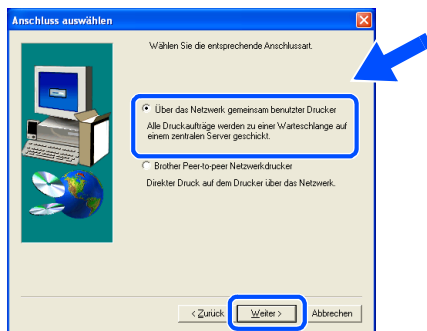 Anschluss auswählen
Wählen Sie die entsprechende Anschlussart.
Über das Netzwerk gemeinsam benutzter Drucker
Alle Druckaufträge werden zu einer Warteschlange auf
einem zentralen Server geschickt.
Brother Peer-to-peer Netzwerkdrucker
Direkter Druck auf dem Drucker über das Netzwerk.
< Zurück
Weiter >
Abbrechen